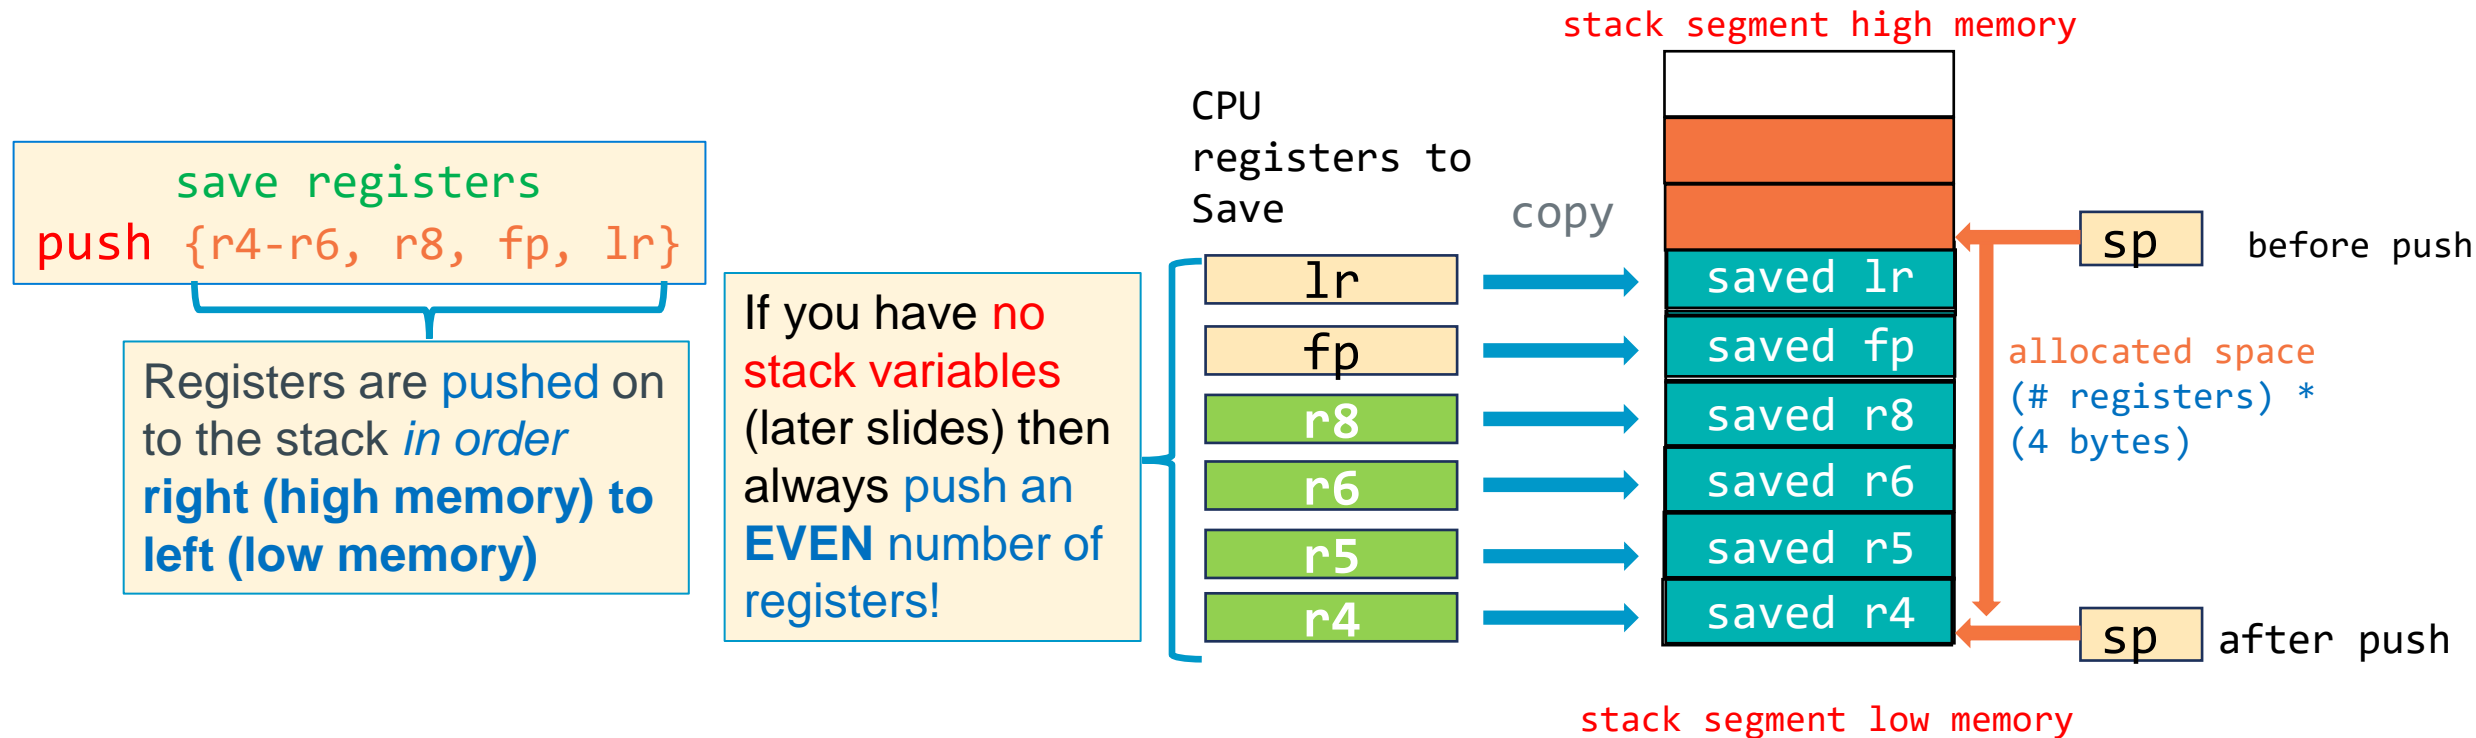 save registers
push {r4-r6, r8, fp, lr}
Registers are pushed on
to the stack in order
right (high memory) to
left (low memory)
If you have no
stack variables
(later slides) then
always push an
EVEN number of
registers!
CPU
registers to
Save
copy
lr
fp
r8
r6
r5
r4
stack segment high memory
saved lr
saved fp
saved r8
saved r6
saved r5
saved r4
stack segment low memory
sp before push
allocated space
(# registers) *
(4 bytes)
sp after push